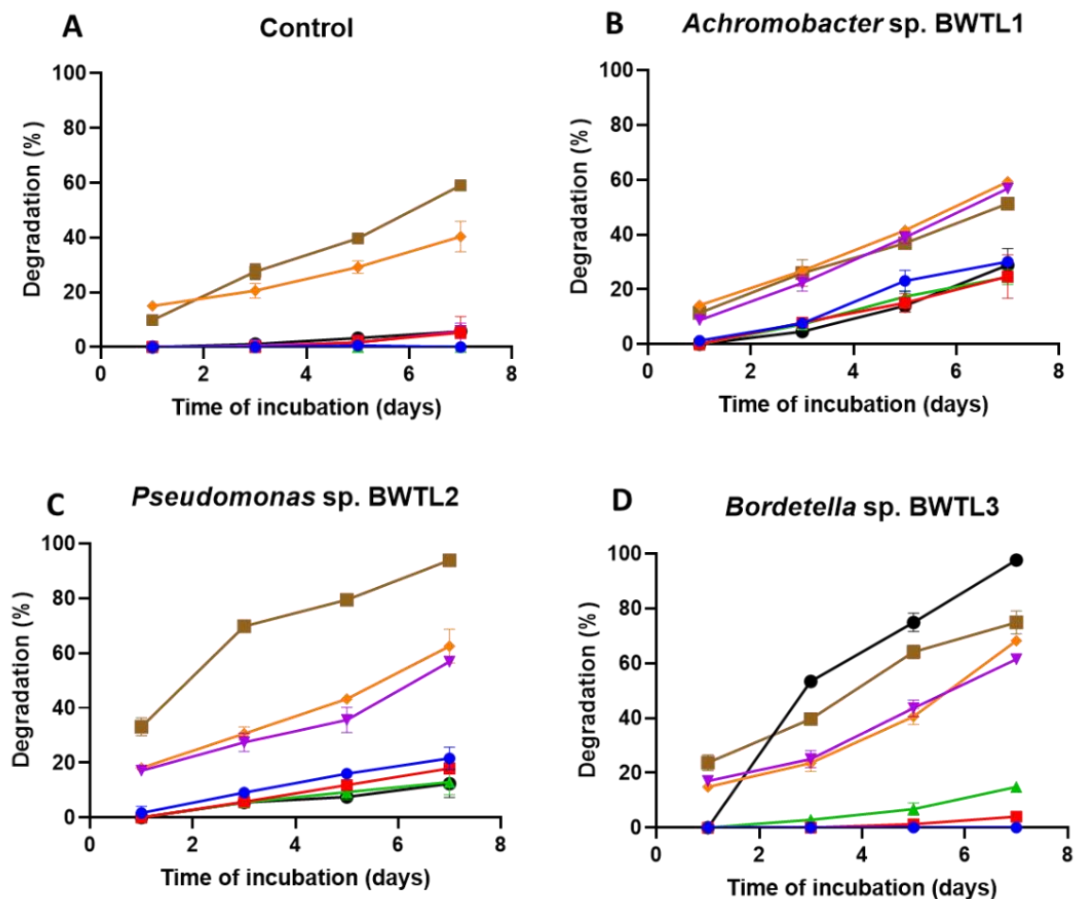 A
Control
100
80
60
40
20
0
0
2
4
6
8
Degradation (%)
Time of incubation (days)
B
Achromobacter sp. BWTL1
100
80
60
40
20
0
0
2
4
6
8
Degradation (%)
Time of incubation (days)
C
Pseudomonas sp. BWTL2
100
80
60
40
20
0
0
2
4
6
8
Degradation (%)
Time of incubation (days)
D
Bordetella sp. BWTL3
100
80
60
40
20
0
0
2
4
6
8
Degradation (%)
Time of incubation (days)